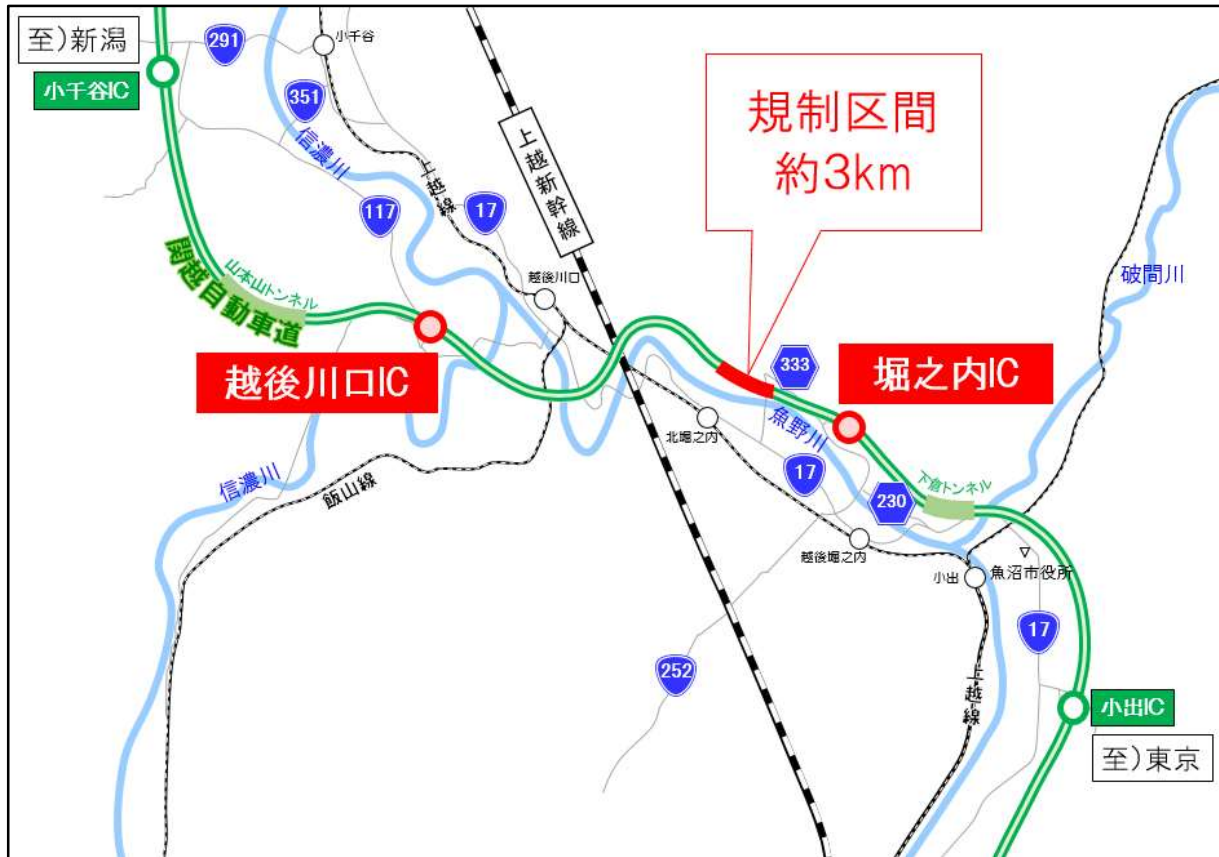 至)新潟
小千谷IC
291
小千谷
351
信濃川
上越線
117
17
上越新幹線
規制区間
約3km
破間川
関越自動車道
山本山トンネル
越後川口
越後川口IC
333
堀之内IC
魚野川
北堀之内
17
信濃川
飯山線
230
下倉トンネル
越後堀之内
小出
魚沼市役所
17
252
上越線
小出IC
至)東京